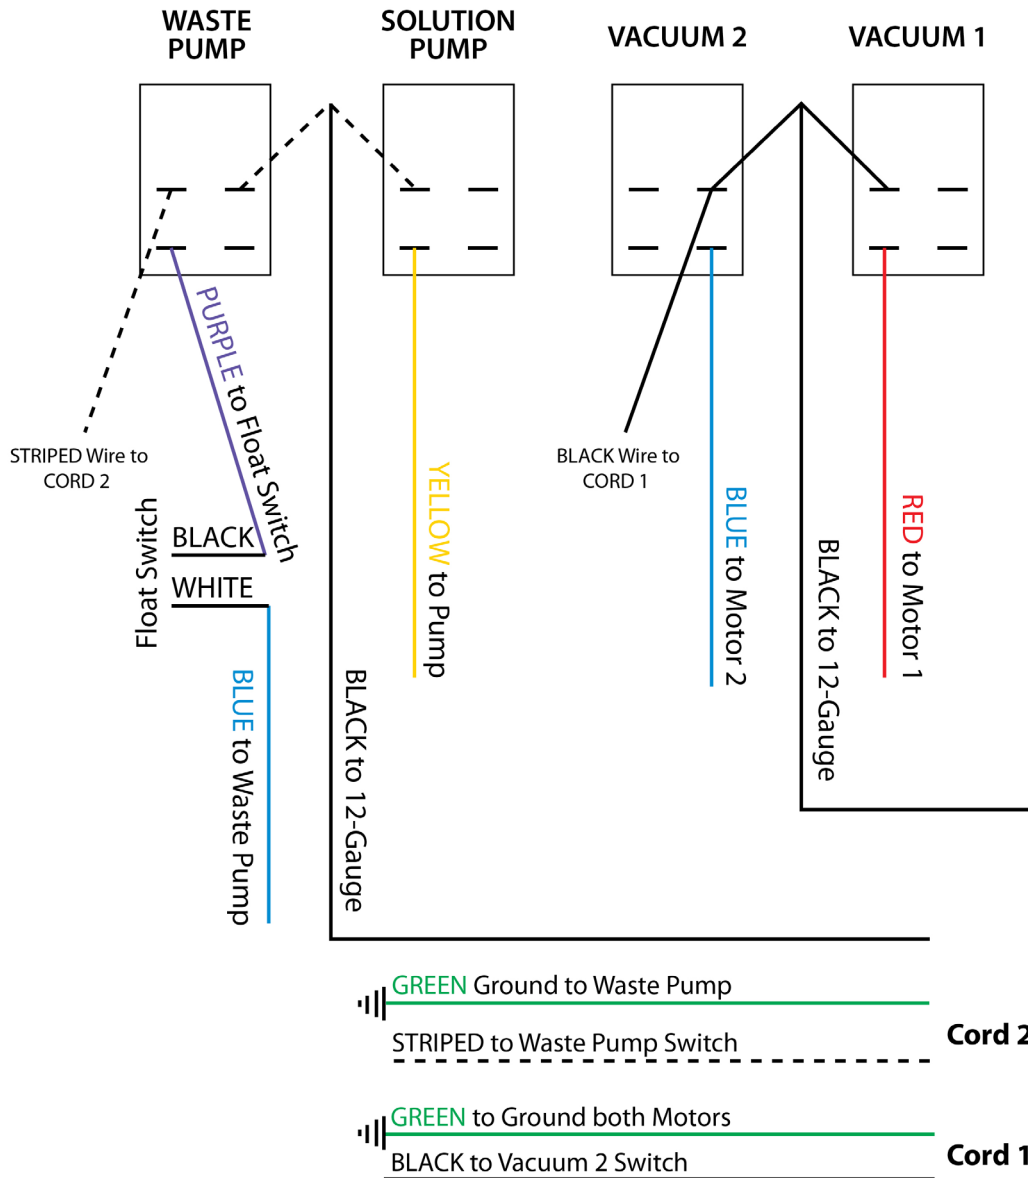 WASTE
PUMP
SOLUTION
PUMP
VACUUM 2
VACUUM 1
PURPLE to Float Switch
STRIPED Wire to
CORD 2
BLACK Wire to
CORD 1
Float Switch
BLACK
WHITE
BLUE to Waste Pump
BLACK to 12-Gauge
YELLOW to Pump
BLUE to Motor 2
BLACK to 12-Gauge
RED to Motor 1
GREEN Ground to Waste Pump
STRIPED to Waste Pump Switch
Cord 2
GREEN to Ground both Motors
BLACK to Vacuum 2 Switch
Cord 1